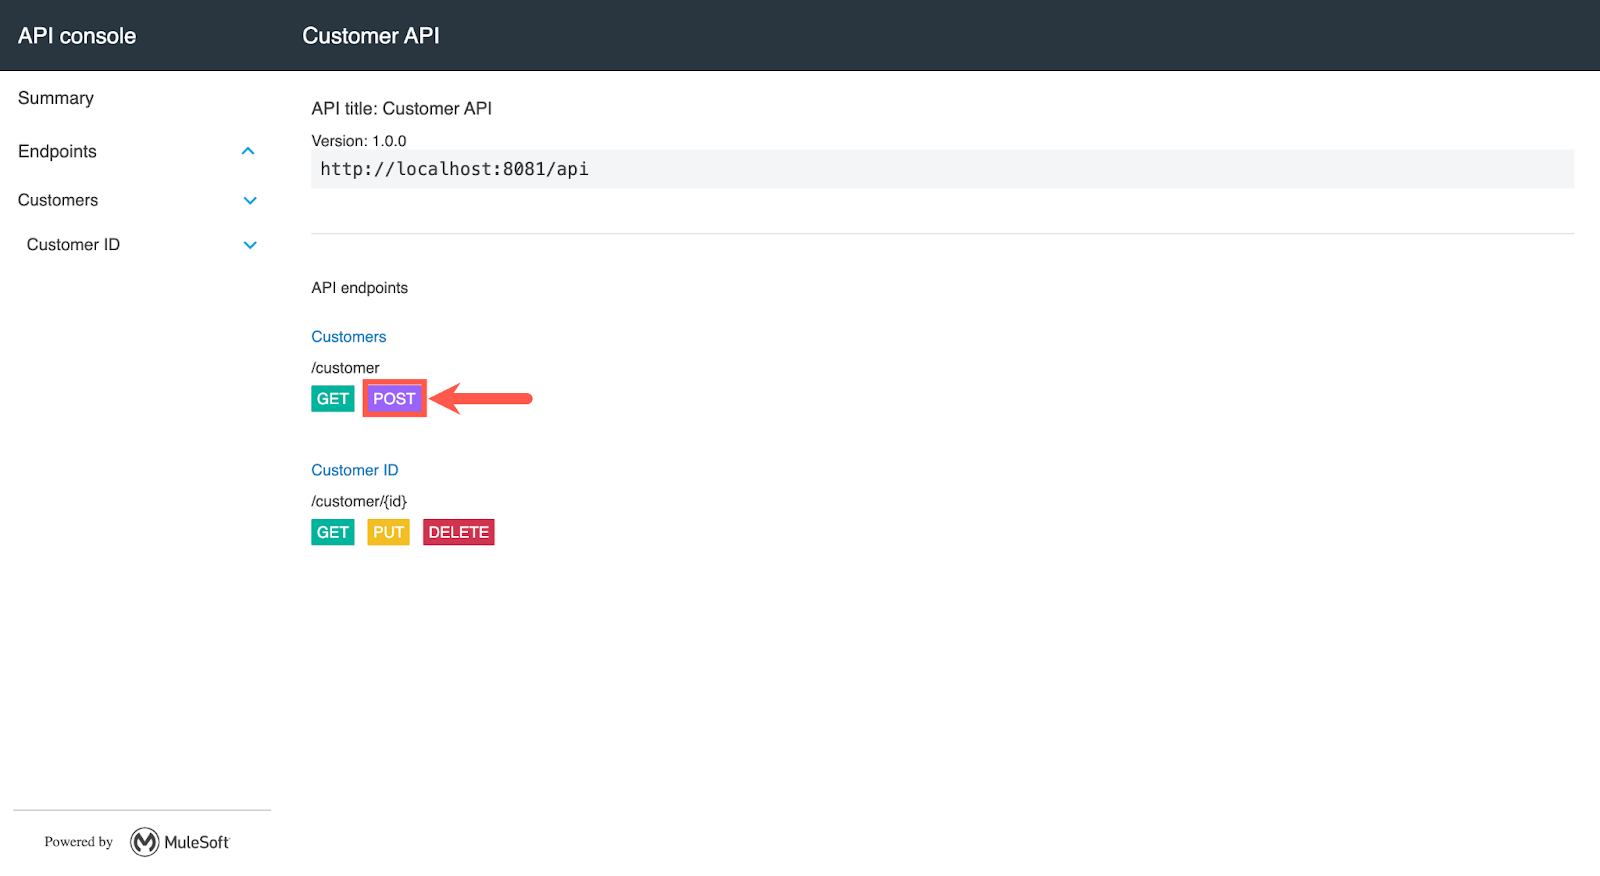 API console
Customer API
Summary
Endpoints
Customers
Customer ID
API title: Customer API
Version: 1.0.0
http://localhost:8081/api
API endpoints
Customers
/customer
GET POST
Customer ID
/customer/{id}
GET PUT DELETE
Powered by MuleSoft